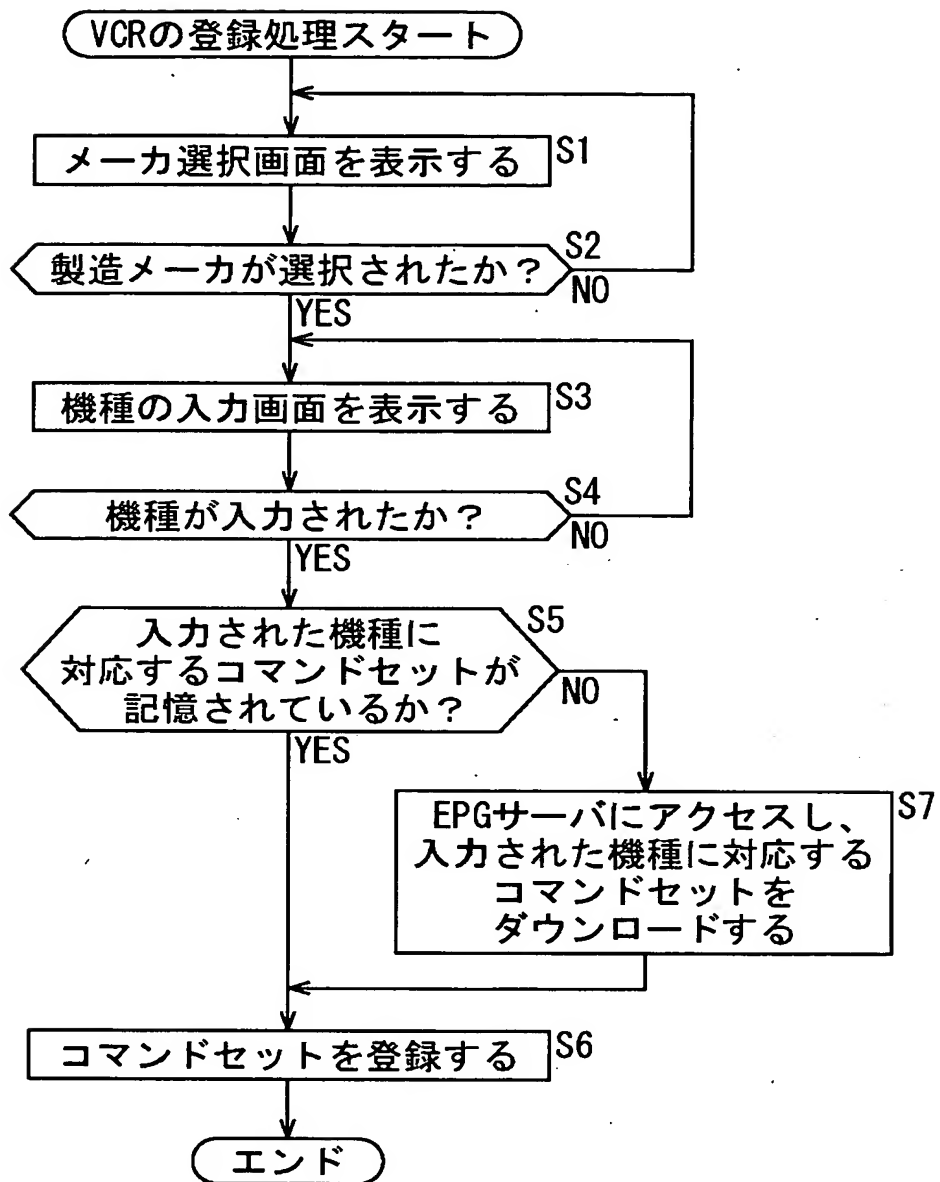 VCRの登録処理スタート
メーカ選択画面を表示する
S1
製造メーカが選択されたか?
S2
NO
YES
機種の入力画面を表示する
S3
機種が入力されたか?
S4
NO
YES
入力された機種に
対応するコマンドセットが
記憶されているか?
S5
NO
YES
EPGサーバにアクセスし、
入力された機種に対応する
コマンドセットを
ダウンロードする
S7
コマンドセットを登録する
S6
エンド